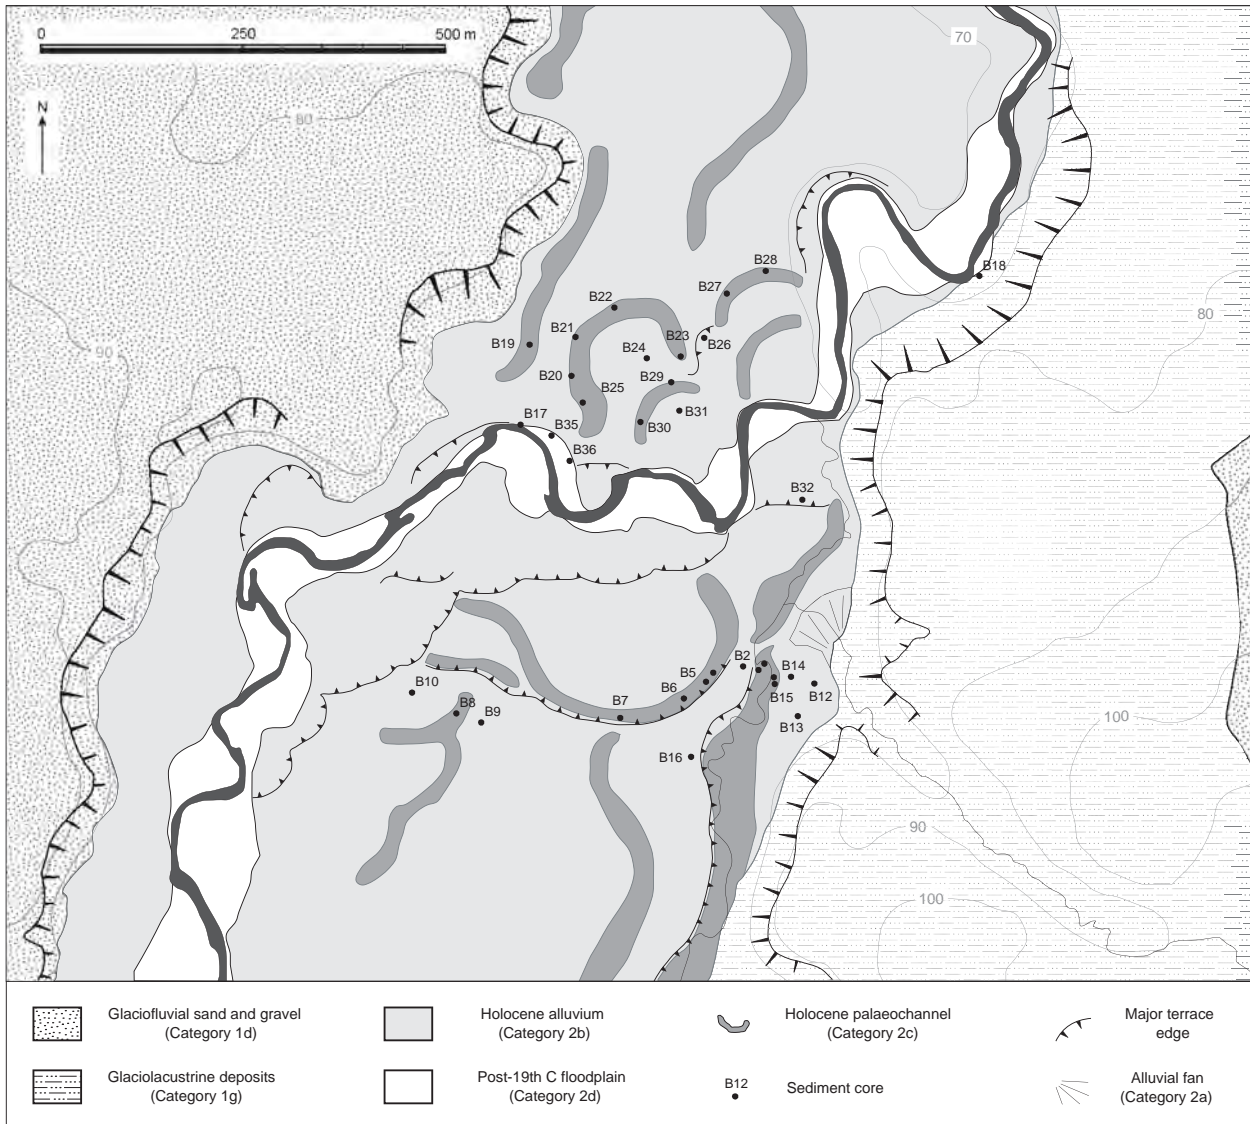 0 250 500 m
N
70
80
90
80
B28
B18
B27
B22
B21
B19
B23
B26
B24
B20
B29
B25
B31
B30
B17
B35
B36
B32
B2
B14
B5
B10
B6
B15
B12
B7
B8
B9
B13
100
B16
90
100
Glaciofluvial sand and gravel
(Category 1d)
Holocene alluvium
(Category 2b)
Holocene palaeochannel
(Category 2c)
Major terrace
edge
Glaciolacustrine deposits
(Category 1g)
Post-19th C floodplain
(Category 2d)
B12
Sediment core
Alluvial fan
(Category 2a)